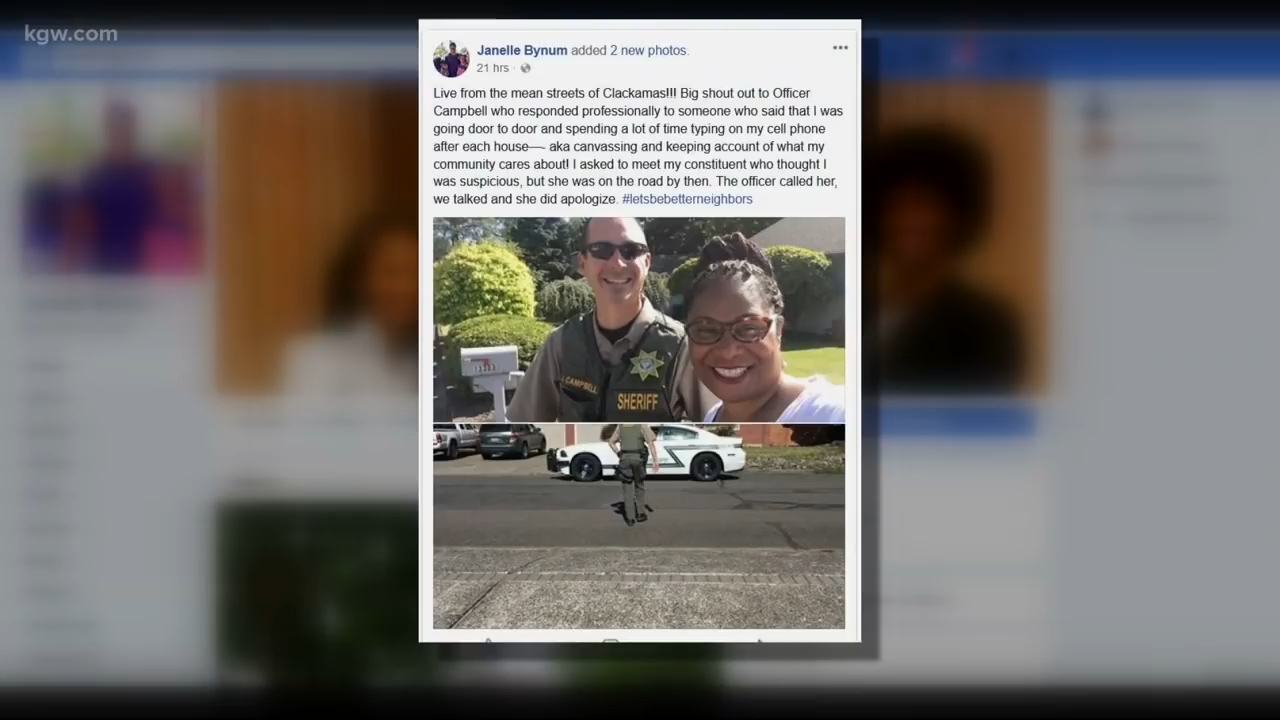 kgw.com
Janelle Bynum added 2 new photos.
21 hrs ·
Live from the mean streets of Clackamas!!! Big shout out to Officer
Campbell who responded professionally to someone who said that I was
going door to door and spending a lot of time typing on my cell phone
after each house—- aka canvassing and keeping account of what my
community cares about! I asked to meet my constituent who thought I
was suspicious, but she was on the road by then. The officer called her,
we talked and she did apologize. #letsbebetterneighbors
CAMPBELL
SHERIFF